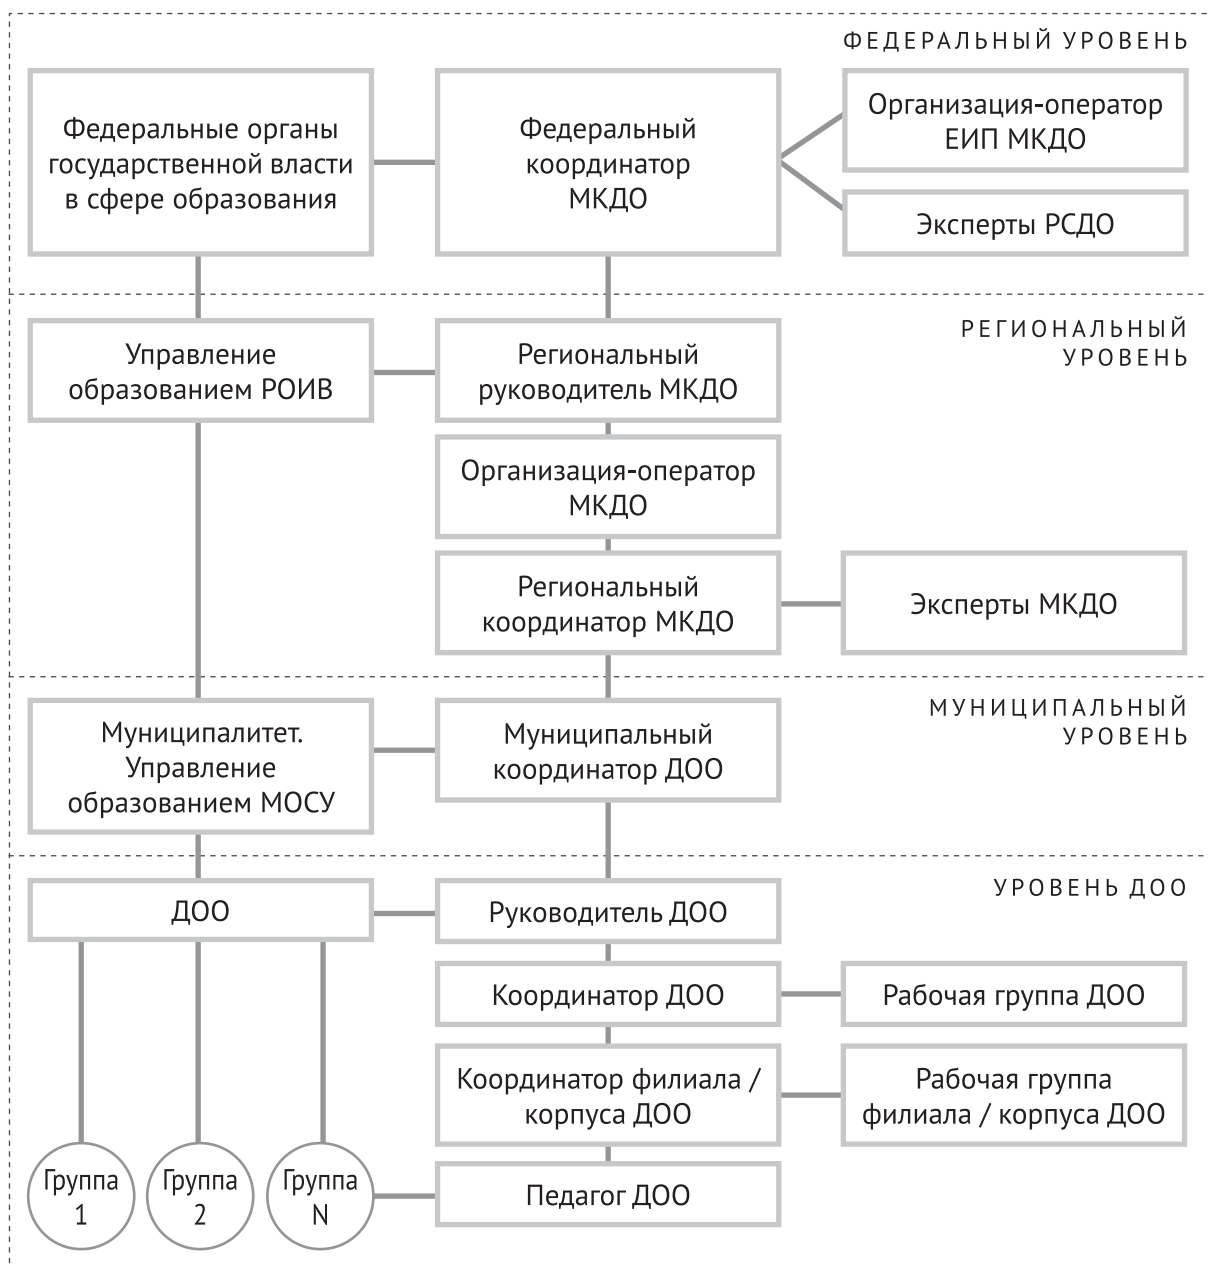 ФЕДЕРАЛЬНЫЙ УРОВЕНЬ
Федеральные органы
государственной власти
в сфере образования
Федеральный
координатор
МКДО
Организация-оператор
ЕИП МКДО
Эксперты РСДО
РЕГИОНАЛЬНЫЙ
УРОВЕНЬ
Управление
образованием РОИВ
Региональный
руководитель МКДО
Организация-оператор
МКДО
Региональный
координатор МКДО
Эксперты МКДО
МУНИЦИПАЛЬНЫЙ
УРОВЕНЬ
Муниципалитет.
Управление
образованием МОСУ
Муниципальный
координатор ДОО
УРОВЕНЬ ДОО
ДОО
Руководитель ДОО
Координатор ДОО
Рабочая группа ДОО
Координатор филиала /
корпуса ДОО
Рабочая группа
филиала / корпуса ДОО
Группа
1
Группа
2
Группа
N
Педагог ДОО